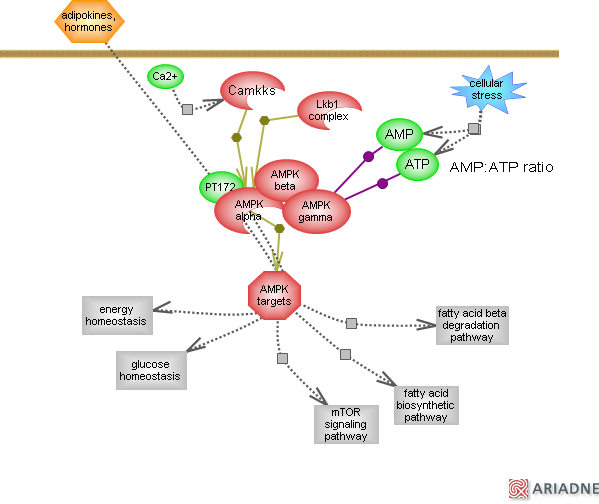 adipokines,
hormones
Ca2+
Camkks
Lkb1
complex
cellular
stress
AMP
ATP
AMP:ATP ratio
PT172
AMPK
beta
AMPK
alpha
AMPK
gamma
AMPK
targets
energy
homeostasis
glucose
homeostasis
mTOR
signaling
pathway
fatty acid
biosynthetic
pathway
fatty acid beta
degradation
pathway
ARIADNE